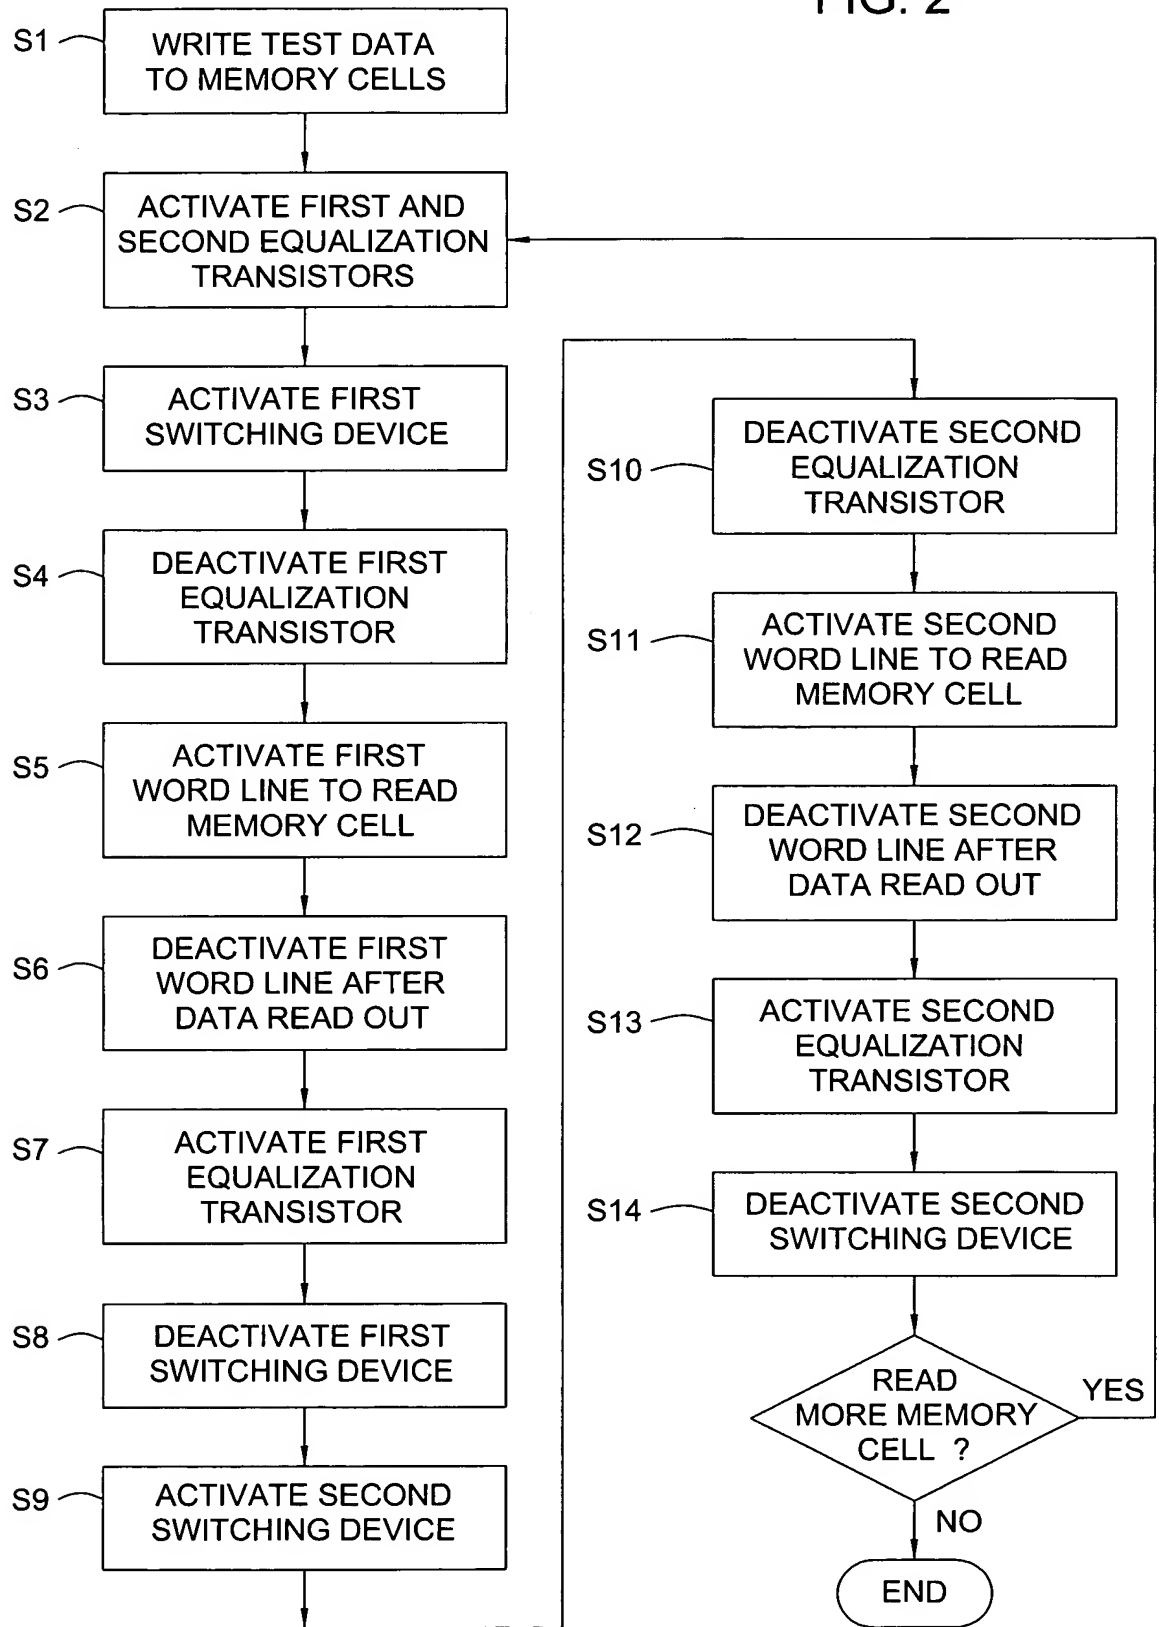 FIG. 2
S1
WRITE TEST DATA
TO MEMORY CELLS
S2
ACTIVATE FIRST AND
SECOND EQUALIZATION
TRANSISTORS
S3
ACTIVATE FIRST
SWITCHING DEVICE
S4
DEACTIVATE FIRST
EQUALIZATION
TRANSISTOR
S5
ACTIVATE FIRST
WORD LINE TO READ
MEMORY CELL
S6
DEACTIVATE FIRST
WORD LINE AFTER
DATA READ OUT
S7
ACTIVATE FIRST
EQUALIZATION
TRANSISTOR
S8
DEACTIVATE FIRST
SWITCHING DEVICE
S9
ACTIVATE SECOND
SWITCHING DEVICE
S10
DEACTIVATE SECOND
EQUALIZATION
TRANSISTOR
S11
ACTIVATE SECOND
WORD LINE TO READ
MEMORY CELL
S12
DEACTIVATE SECOND
WORD LINE AFTER
DATA READ OUT
S13
ACTIVATE SECOND
EQUALIZATION
TRANSISTOR
S14
DEACTIVATE SECOND
SWITCHING DEVICE
READ
MORE MEMORY
CELL ?
YES
NO
END